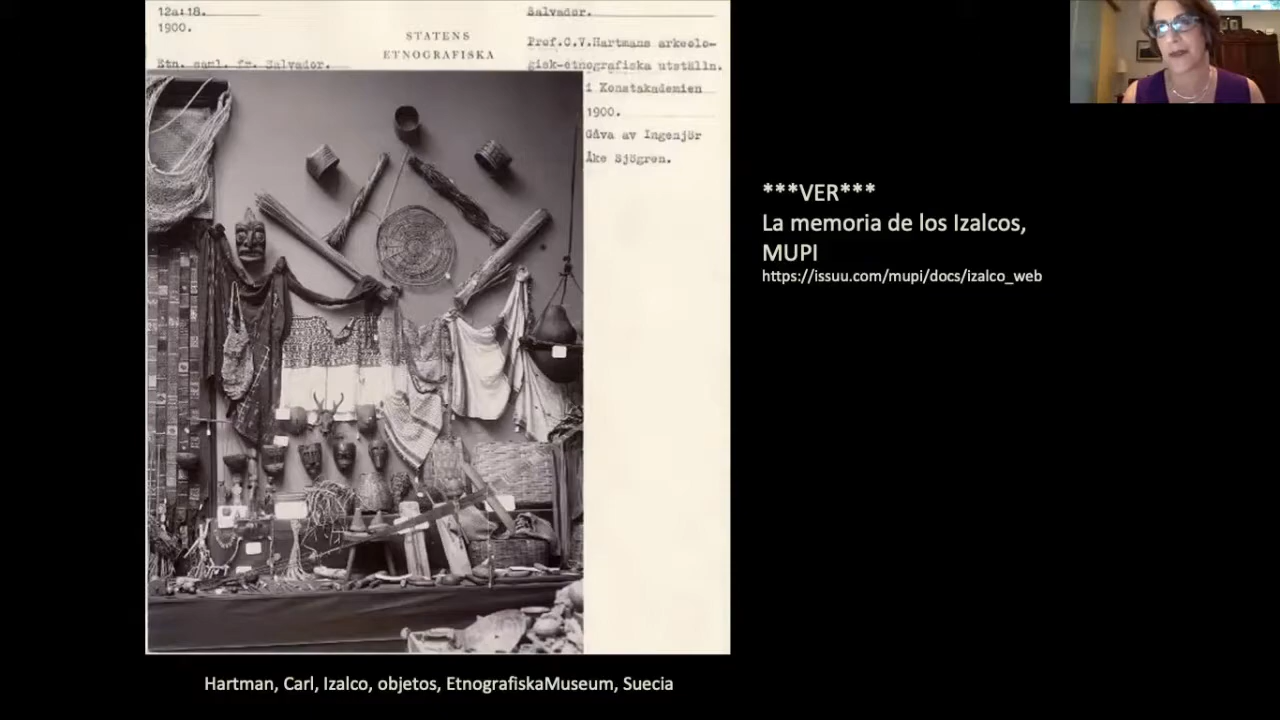 12a:18.
1900.
Etn. saml. fr. Salvador.
STATENS
ETNOGRAFISKA
Salvador.
Prof.C.V.Hartmans arkeolo-
gisk-etnografiska utställn.
i Konstakademien
1900.
Gåva av Ingenjör
Åke Sjögren.
***VER***
La memoria de los Izalcos,
MUPI
https://issuu.com/mupi/docs/izalco_web
Hartman, Carl, Izalco, objetos, EtnografiskaMuseum, Suecia